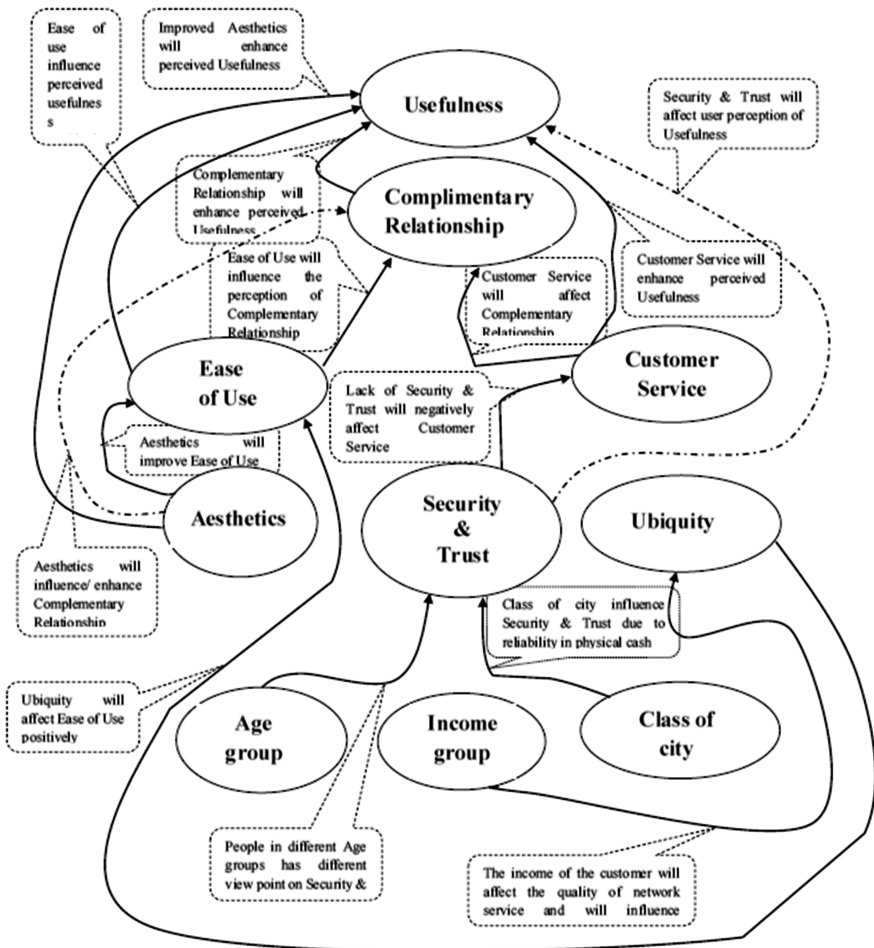 Ease of
use
influence
perceived
usefulnes
s
Improved Aesthetics
will enhance
perceived Usefulness
Usefulness
Security & Trust will
affect user perception of
Usefulness
Complementary
Relationship will
enhance perceived
Usefulness
Complimentary
Relationship
Ease of Use will
influence the
perception of
Complementary
Relationship
Customer Service
will affect
Complementary
Relationship
Customer Service will
enhance perceived
Usefulness
Ease
of Use
Customer
Service
Lack of Security &
Trust will negatively
affect Customer
Service
Aesthetics will
improve Ease of Use
Aesthetics
Security
&
Trust
Ubiquity
Aesthetics will
influence/ enhance
Complementary
Relationship
Class of city influence
Security & Trust due to
reliability in physical cash
Ubiquity will
affect Ease of Use
positively
Age
group
Income
group
Class of
city
People in different Age
groups has different
view point on Security &
The income of the customer will
affect the quality of network
service and will influence